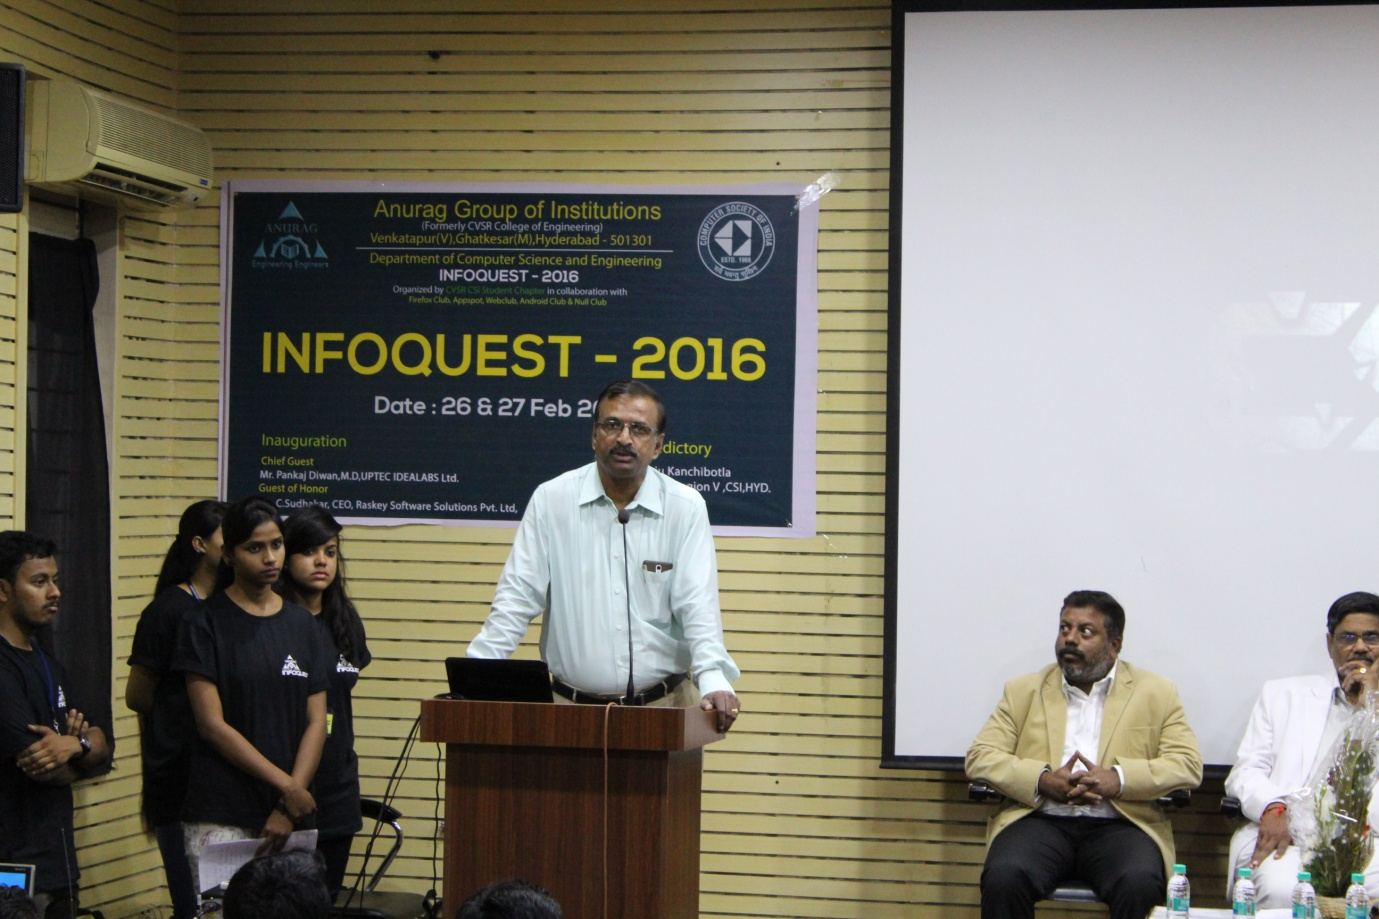 ANURAG
Engineering Engineers
Anurag Group of Institutions
(Formerly CVSR College of Engineering)
Venkatapur(V),Ghatkesar(M),Hyderabad - 501301
Department of Computer Science and Engineering
INFOQUEST - 2016
Organized by CVSR CSI Student Chapter in collaboration with
Firefox Club, Appspot, Webclub, Android Club & Null Club
COMPUTER SOCIETY OF INDIA
ESTD. 1965
INFOQUEST - 2016
Date : 26 & 27 Feb
Inauguration
Chief Guest
Mr. Pankaj Diwan,M.D,UPTEC IDEALABS Ltd.
Guest of Honor
C.Sudhakar, CEO, Raskey Software Solutions Pvt. Ltd,
dictory
Kanchibotla
gion V ,CSI,HYD.
INFOQUEST